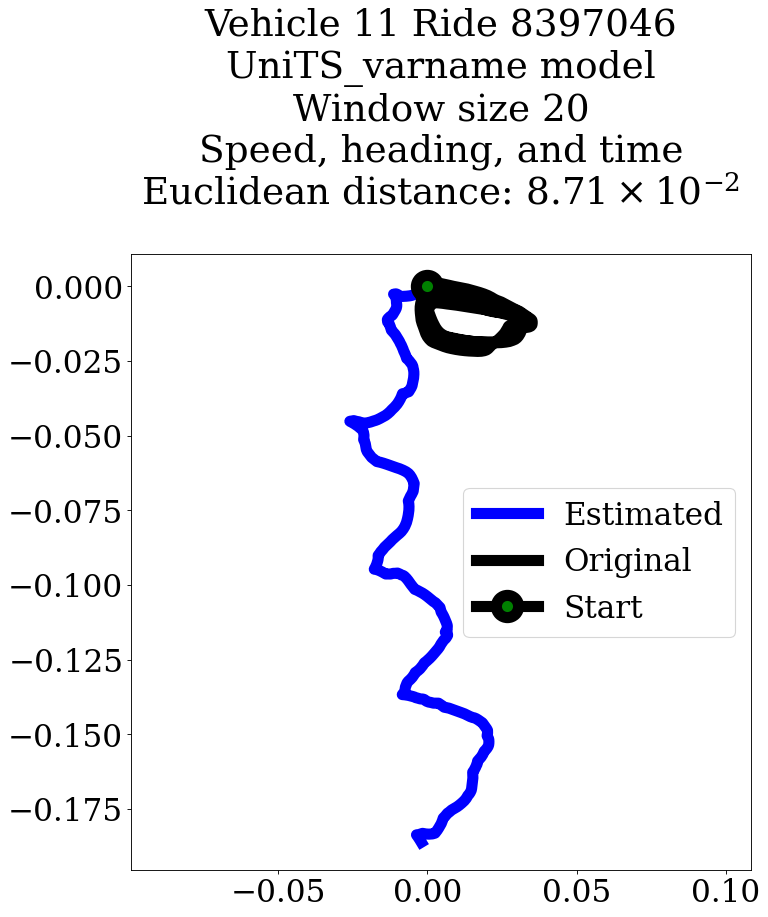 Vehicle 11 Ride 8397046
UniTS_varname model
Window size 20
Speed, heading, and time
Euclidean distance: 8.71 × 10⁻²
0.000
−0.025
−0.050
−0.075
−0.100
−0.125
−0.150
−0.175
Estimated
Original
Start
−0.05 0.00 0.05 0.10